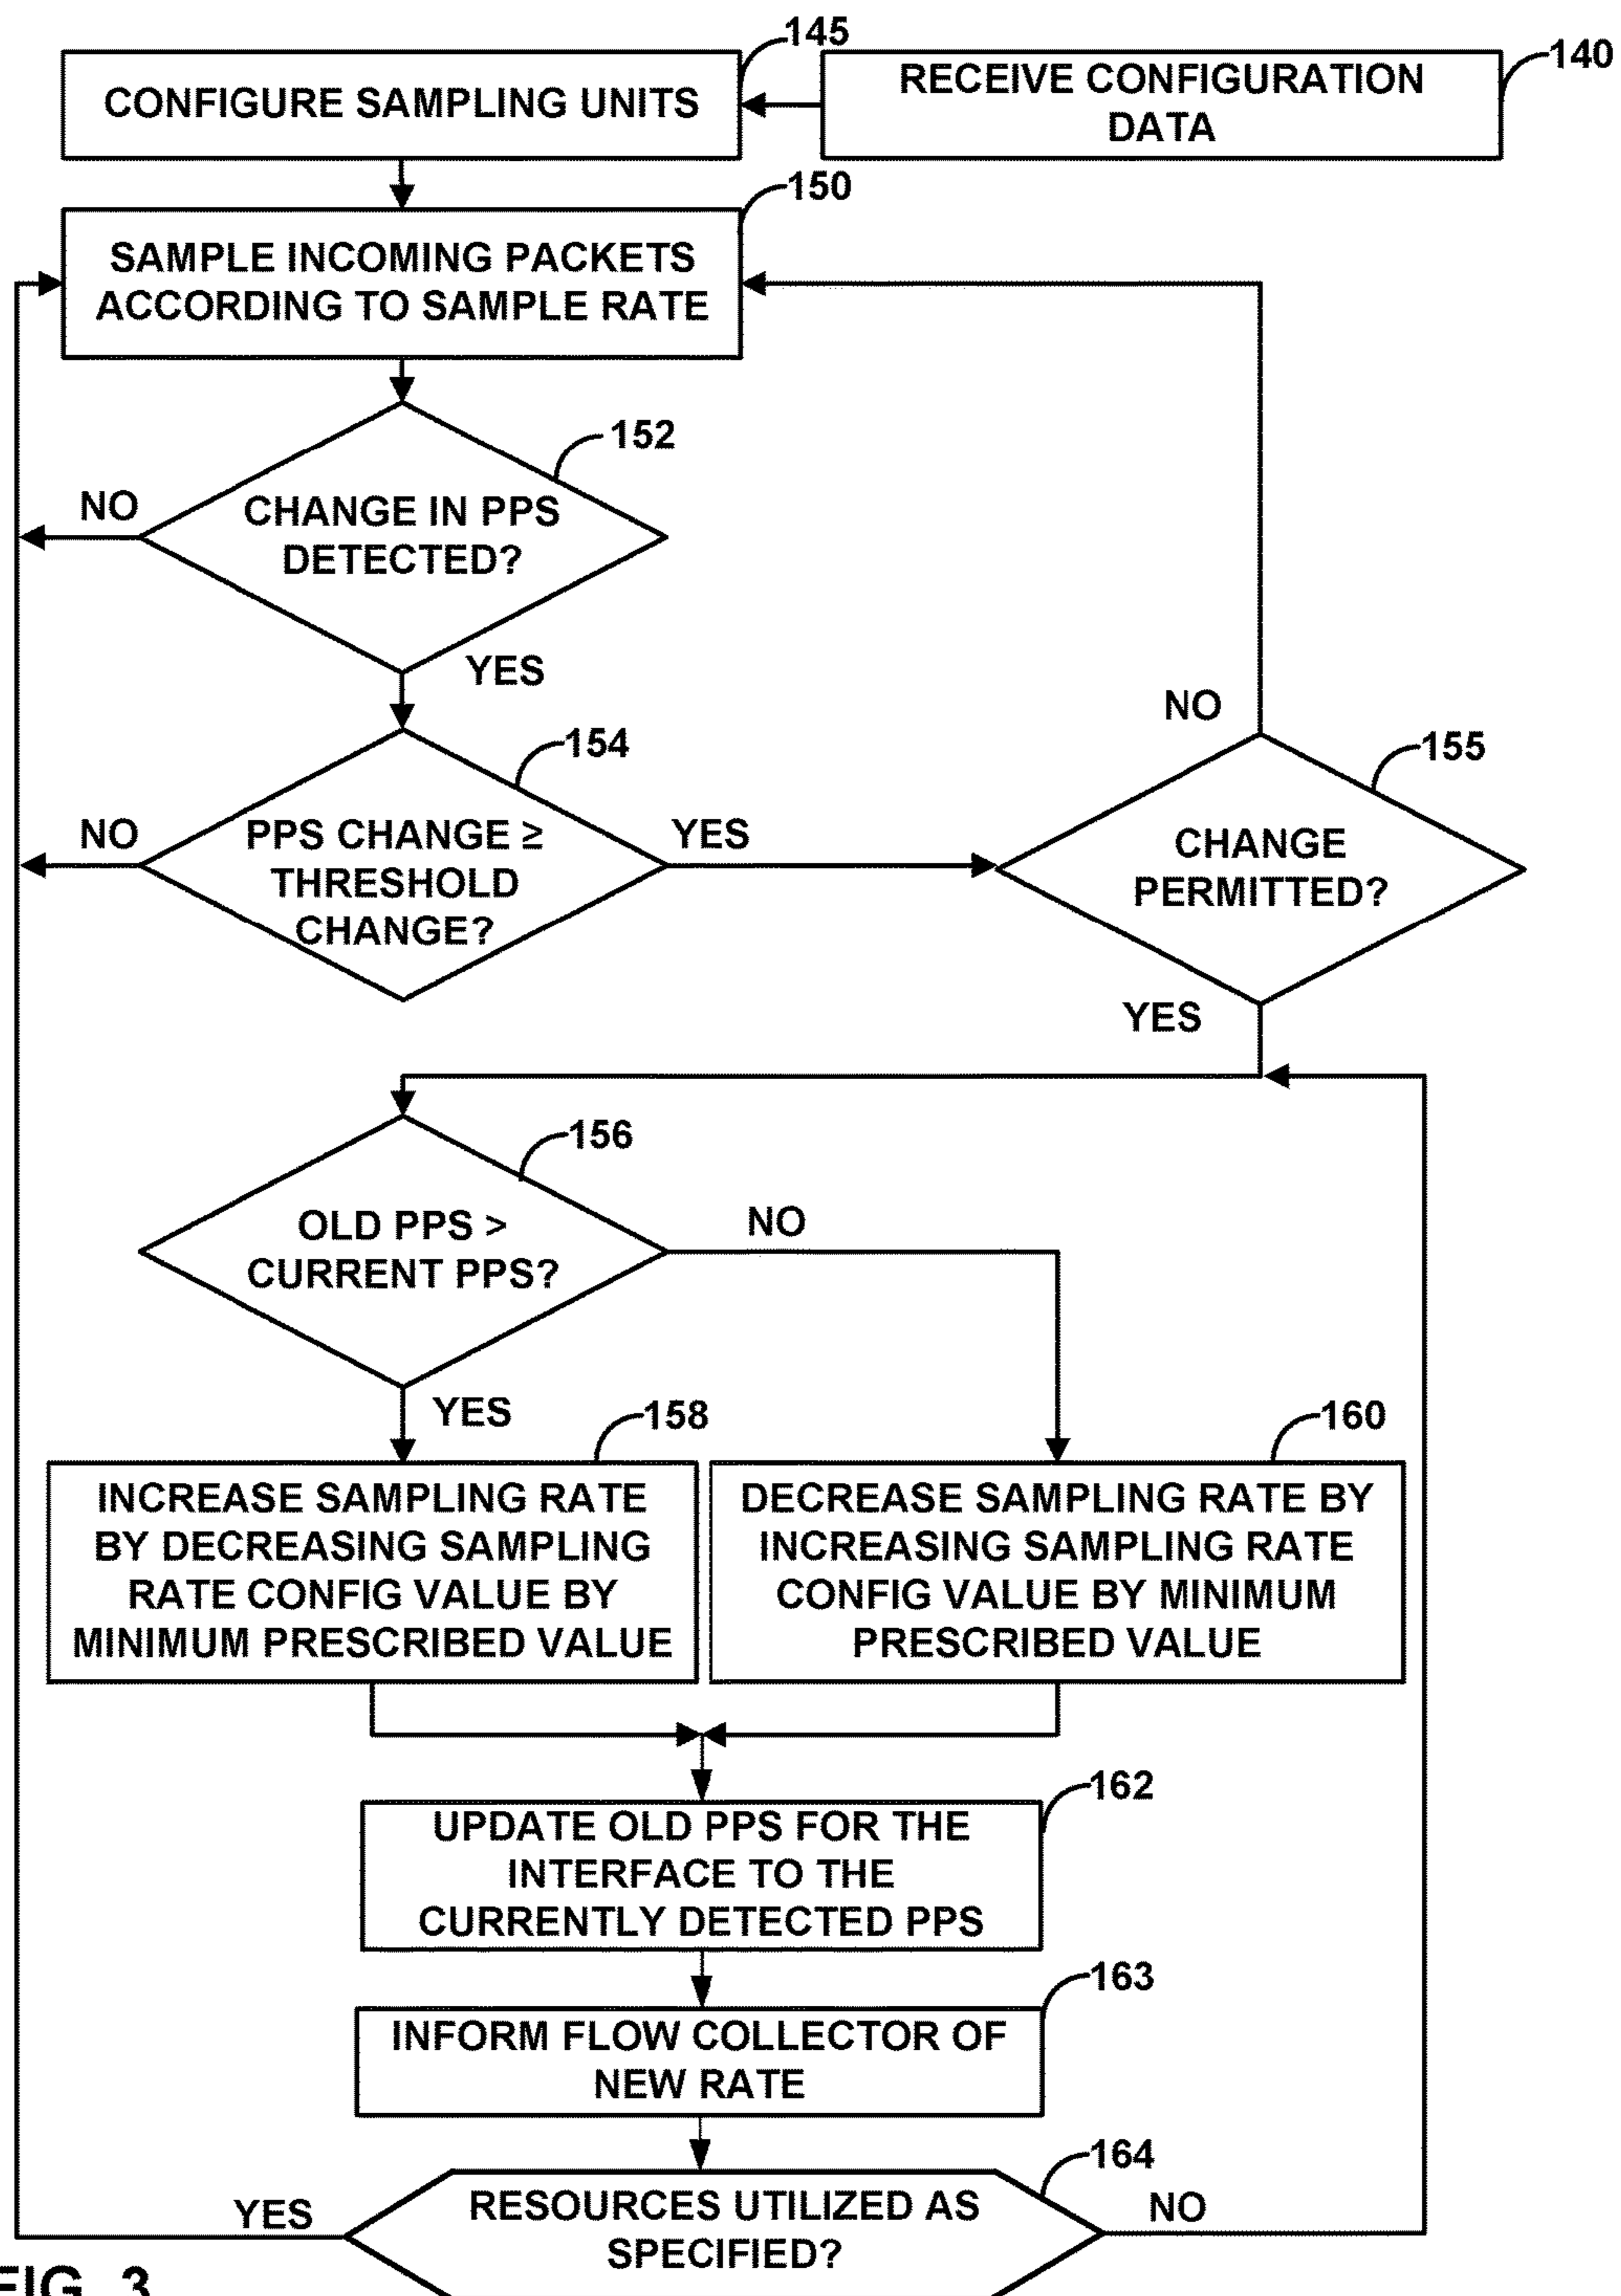 145
140
CONFIGURE SAMPLING UNITS
RECEIVE CONFIGURATION
DATA
150
SAMPLE INCOMING PACKETS
ACCORDING TO SAMPLE RATE
152
CHANGE IN PPS
DETECTED?
NO
YES
154
PPS CHANGE ≥
THRESHOLD
CHANGE?
NO
YES
NO
155
CHANGE
PERMITTED?
YES
156
OLD PPS >
CURRENT PPS?
NO
YES
158
INCREASE SAMPLING RATE
BY DECREASING SAMPLING
RATE CONFIG VALUE BY
MINIMUM PRESCRIBED VALUE
160
DECREASE SAMPLING RATE BY
INCREASING SAMPLING RATE
CONFIG VALUE BY MINIMUM
PRESCRIBED VALUE
162
UPDATE OLD PPS FOR THE
INTERFACE TO THE
CURRENTLY DETECTED PPS
163
INFORM FLOW COLLECTOR OF
NEW RATE
164
RESOURCES UTILIZED AS
SPECIFIED?
YES
NO
FIG. 3